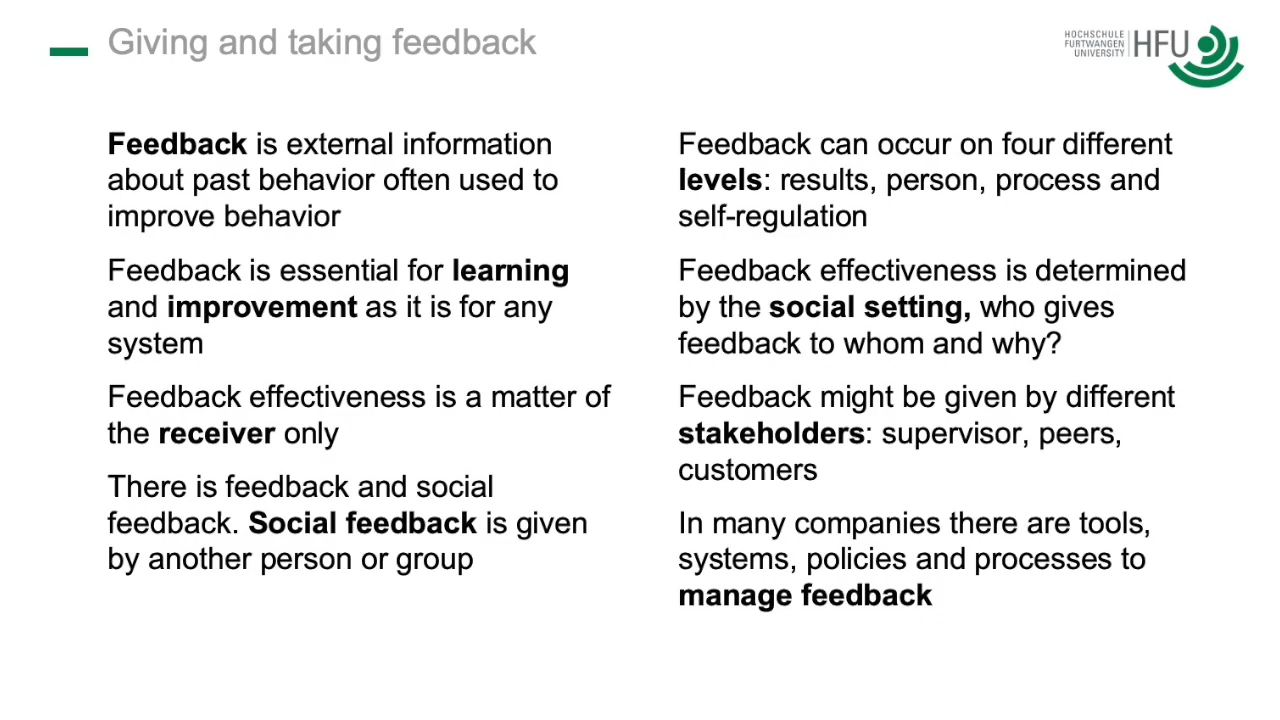 Giving and taking feedback
HOCHSCHULE
FURTWANGEN
UNIVERSITY
HFU
Feedback is external information
about past behavior often used to
improve behavior
Feedback is essential for learning
and improvement as it is for any
system
Feedback effectiveness is a matter of
the receiver only
There is feedback and social
feedback. Social feedback is given
by another person or group
Feedback can occur on four different
levels: results, person, process and
self-regulation
Feedback effectiveness is determined
by the social setting, who gives
feedback to whom and why?
Feedback might be given by different
stakeholders: supervisor, peers,
customers
In many companies there are tools,
systems, policies and processes to
manage feedback